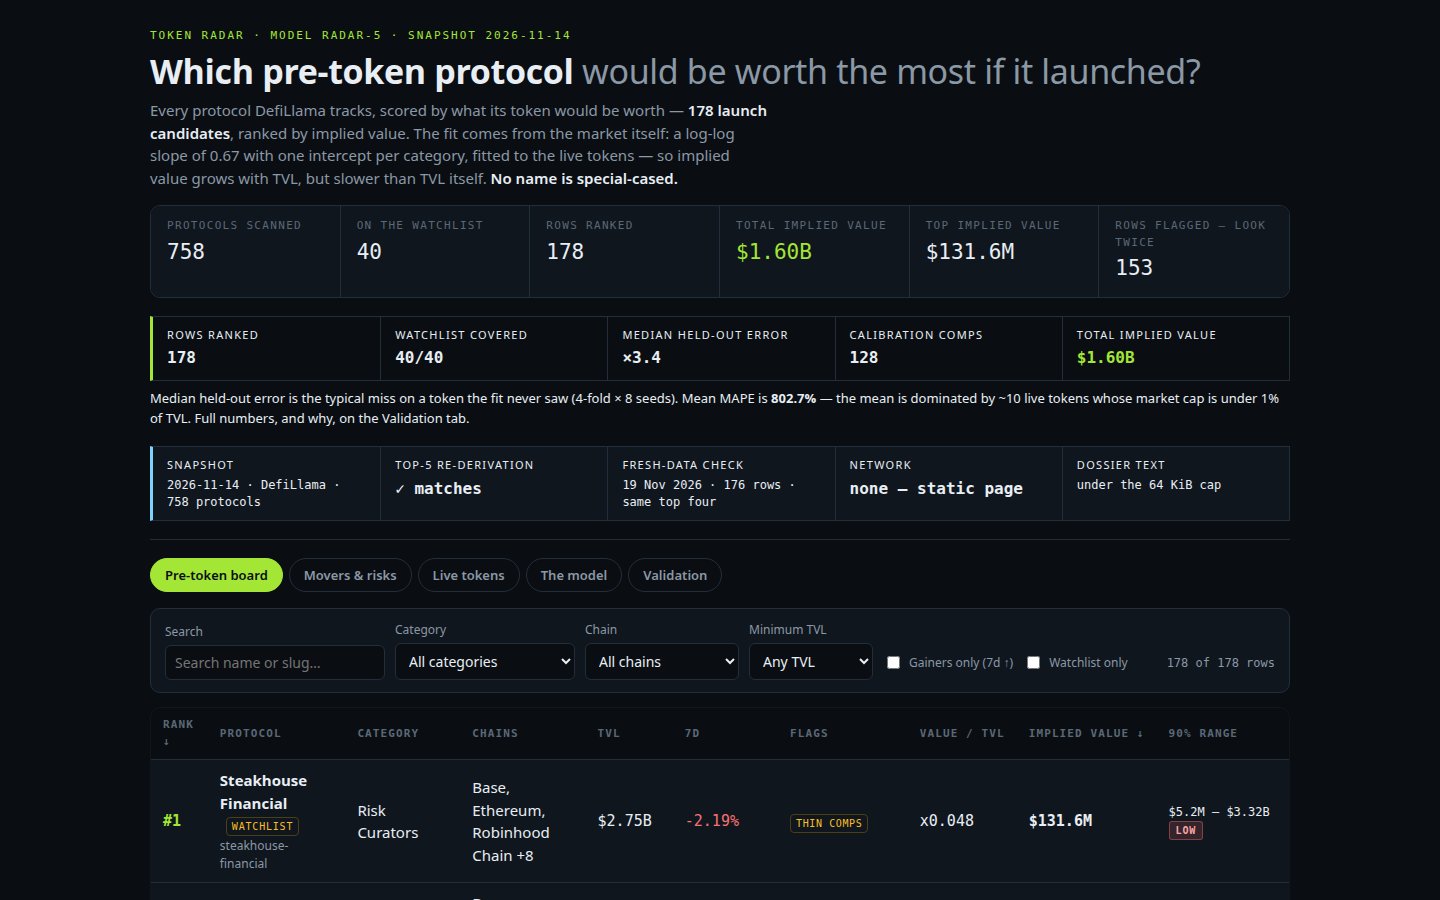 TOKEN RADAR · MODEL RADAR-5 · SNAPSHOT 2026-11-14
Which pre-token protocol would be worth the most if it launched?
Every protocol DefiLlama tracks, scored by what its token would be worth — 178 launch
candidates, ranked by implied value. The fit comes from the market itself: a log-log
slope of 0.67 with one intercept per category, fitted to the live tokens — so implied
value grows with TVL, but slower than TVL itself. No name is special-cased.
PROTOCOLS SCANNED
758
ON THE WATCHLIST
40
ROWS RANKED
178
TOTAL IMPLIED VALUE
$1.60B
TOP IMPLIED VALUE
$131.6M
ROWS FLAGGED — LOOK
TWICE
153
ROWS RANKED
178
WATCHLIST COVERED
40/40
MEDIAN HELD-OUT ERROR
×3.4
CALIBRATION COMPS
128
TOTAL IMPLIED VALUE
$1.60B
Median held-out error is the typical miss on a token the fit never saw (4-fold × 8 seeds). Mean MAPE is 802.7% — the mean is dominated by ~10 live tokens whose market cap is under 1%
of TVL. Full numbers, and why, on the Validation tab.
SNAPSHOT
2026-11-14 · DefiLlama ·
758 protocols
TOP-5 RE-DERIVATION
✓ matches
FRESH-DATA CHECK
19 Nov 2026 · 176 rows ·
same top four
NETWORK
none — static page
DOSSIER TEXT
under the 64 KiB cap
Pre-token board
Movers & risks
Live tokens
The model
Validation
Search
Search name or slug…
Category
All categories
Chain
All chains
Minimum TVL
Any TVL
Gainers only (7d ↑)
Watchlist only
178 of 178 rows
RANK ↓
PROTOCOL
CATEGORY
CHAINS
TVL
7D
FLAGS
VALUE / TVL
IMPLIED VALUE ↓
90% RANGE
#1
Steakhouse
Financial
WATCHLIST
steakhouse-
financial
Risk
Curators
Base,
Ethereum,
Robinhood
Chain +8
$2.75B
-2.19%
THIN COMPS
x0.048
$131.6M
$5.2M — $3.32B
LOW